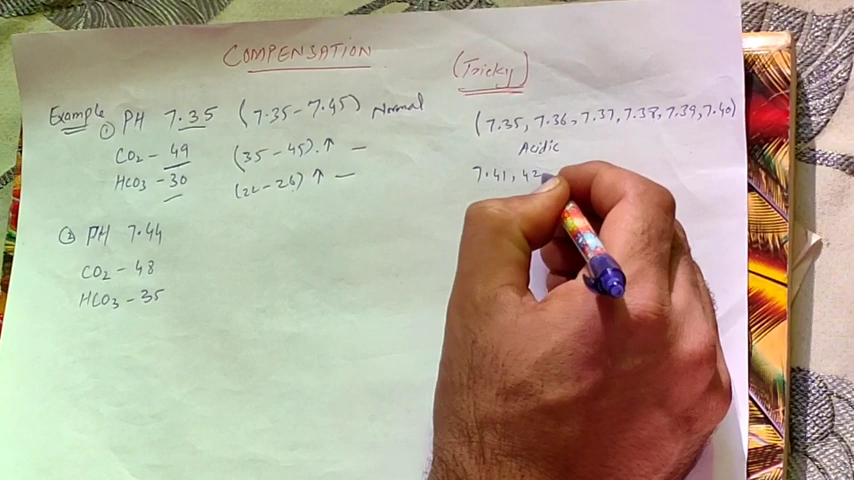 COMPENSATION
(Tricky)
Example ① PH 7.35 (7.35-7.45) Normal
CO2 - 49 (35-45) ↑ -
HCO3 - 30 (22-26) ↑ -
② PH 7.44
CO2 - 48
HCO3 - 35
(7.35, 7.36, 7.37, 7.38, 7.39, 7.40)
Acidic
7.41, 42